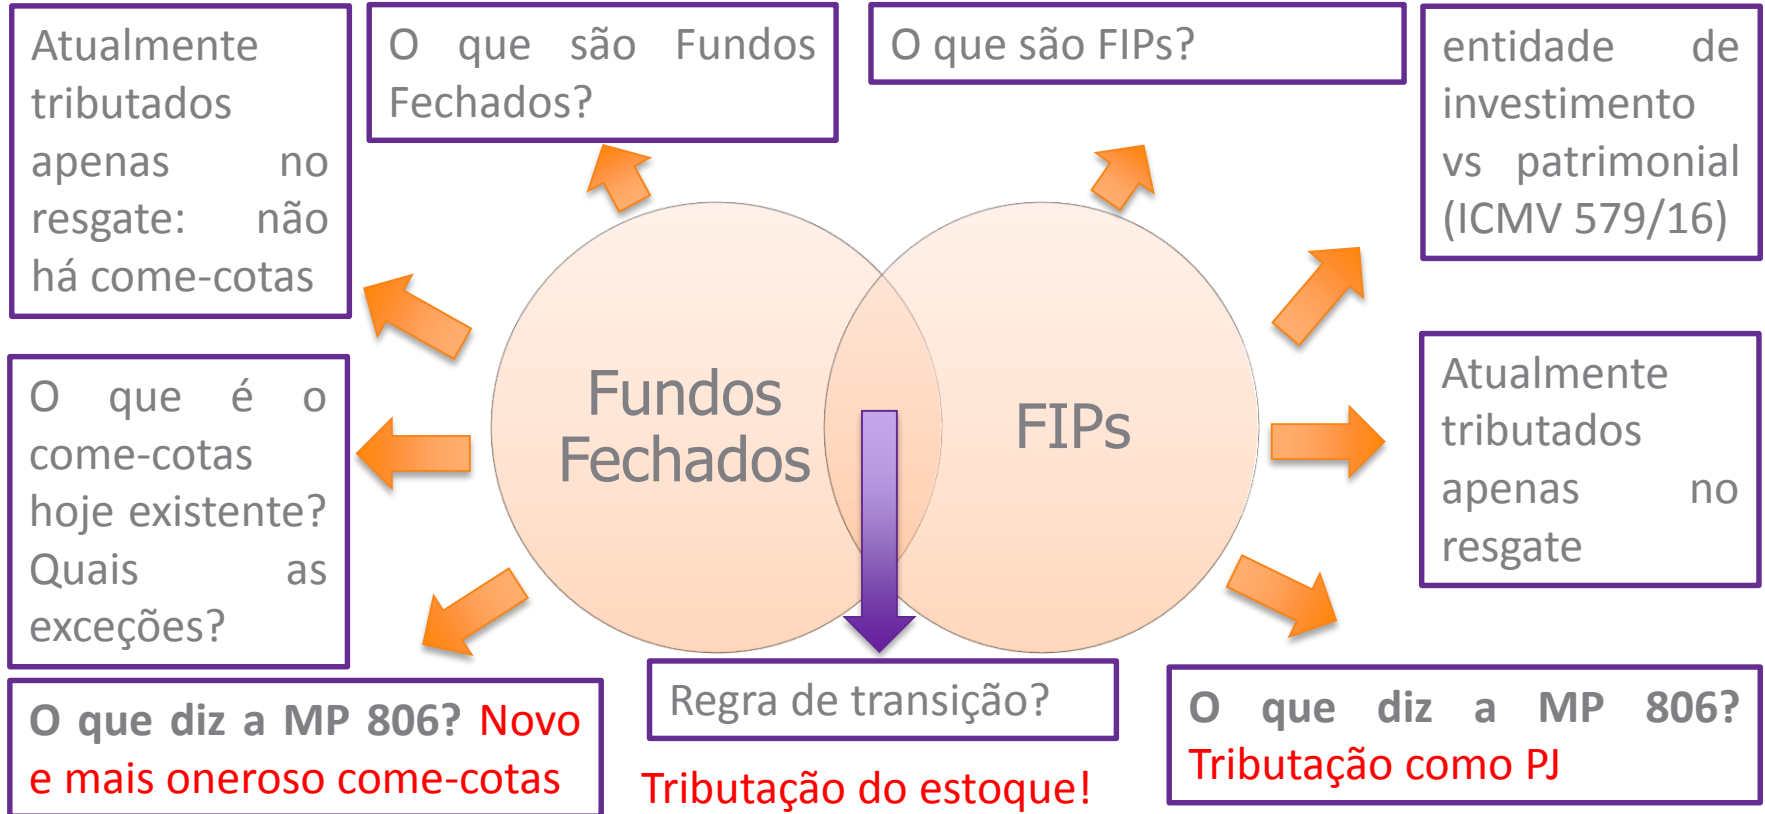 Atualmente
tributados
apenas no
resgate: não
há come-cotas
O que são Fundos
Fechados?
O que são FIPs?
entidade de
investimento
vs patrimonial
(ICMV 579/16)
O que é o
come-cotas
hoje existente?
Quais as
exceções?
Fundos
Fechados
FIPs
Atualmente
tributados
apenas no
resgate
O que diz a MP 806? Novo
e mais oneroso come-cotas
Regra de transição?
Tributação do estoque!
O que diz a MP 806?
Tributação como PJ